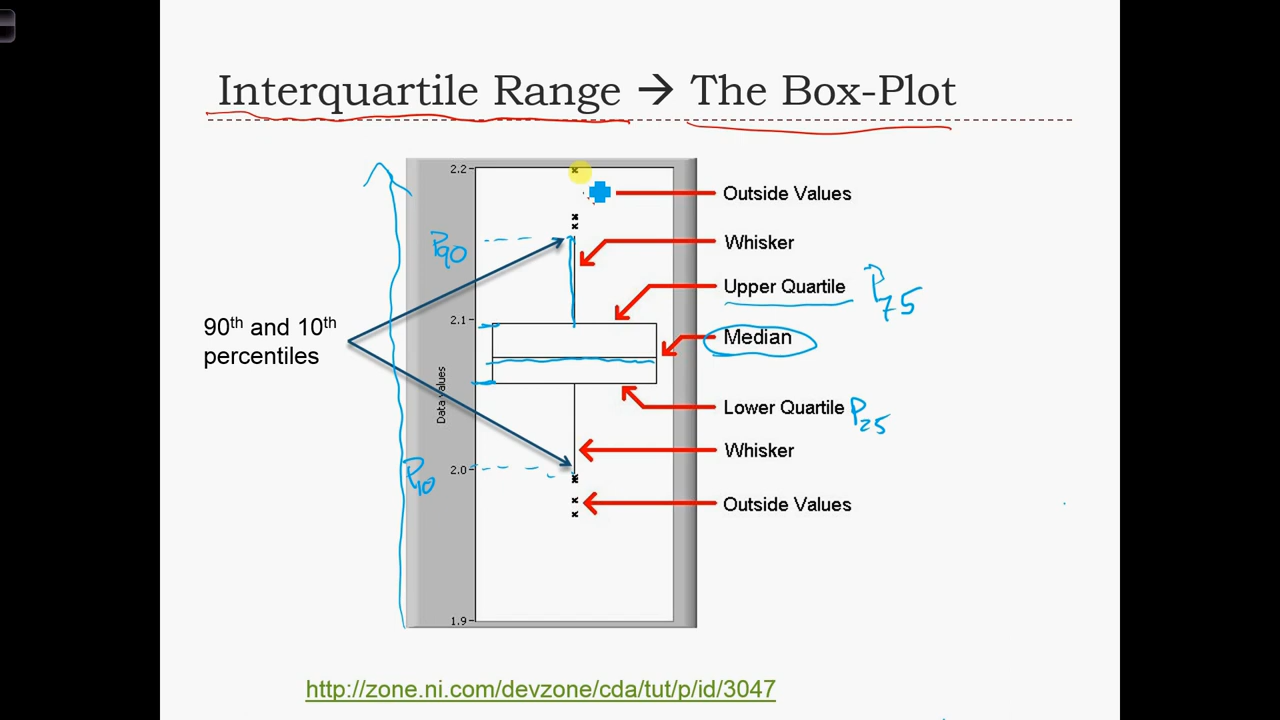 Interquartile Range → The Box-Plot
2.2
Outside Values
P90
Whisker
Upper Quartile P75
2.1
90th and 10th
percentiles
Median
Data Values
Lower Quartile P25
Whisker
2.0
P10
Outside Values
1.9
http://zone.ni.com/devzone/cda/tut/p/id/3047